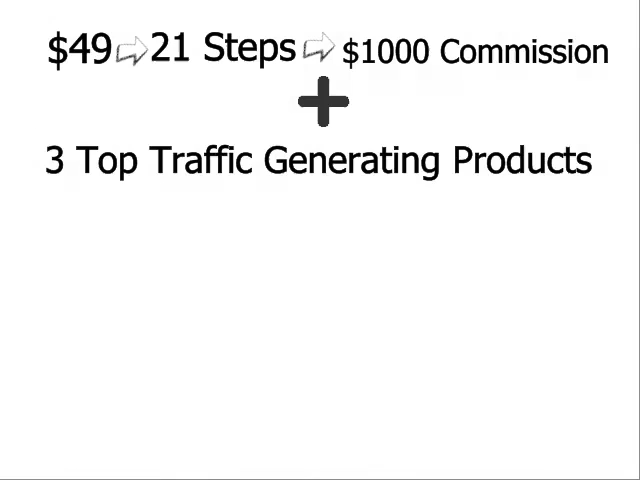 $49 21 Steps $1000 Commission
3 Top Traffic Generating Products